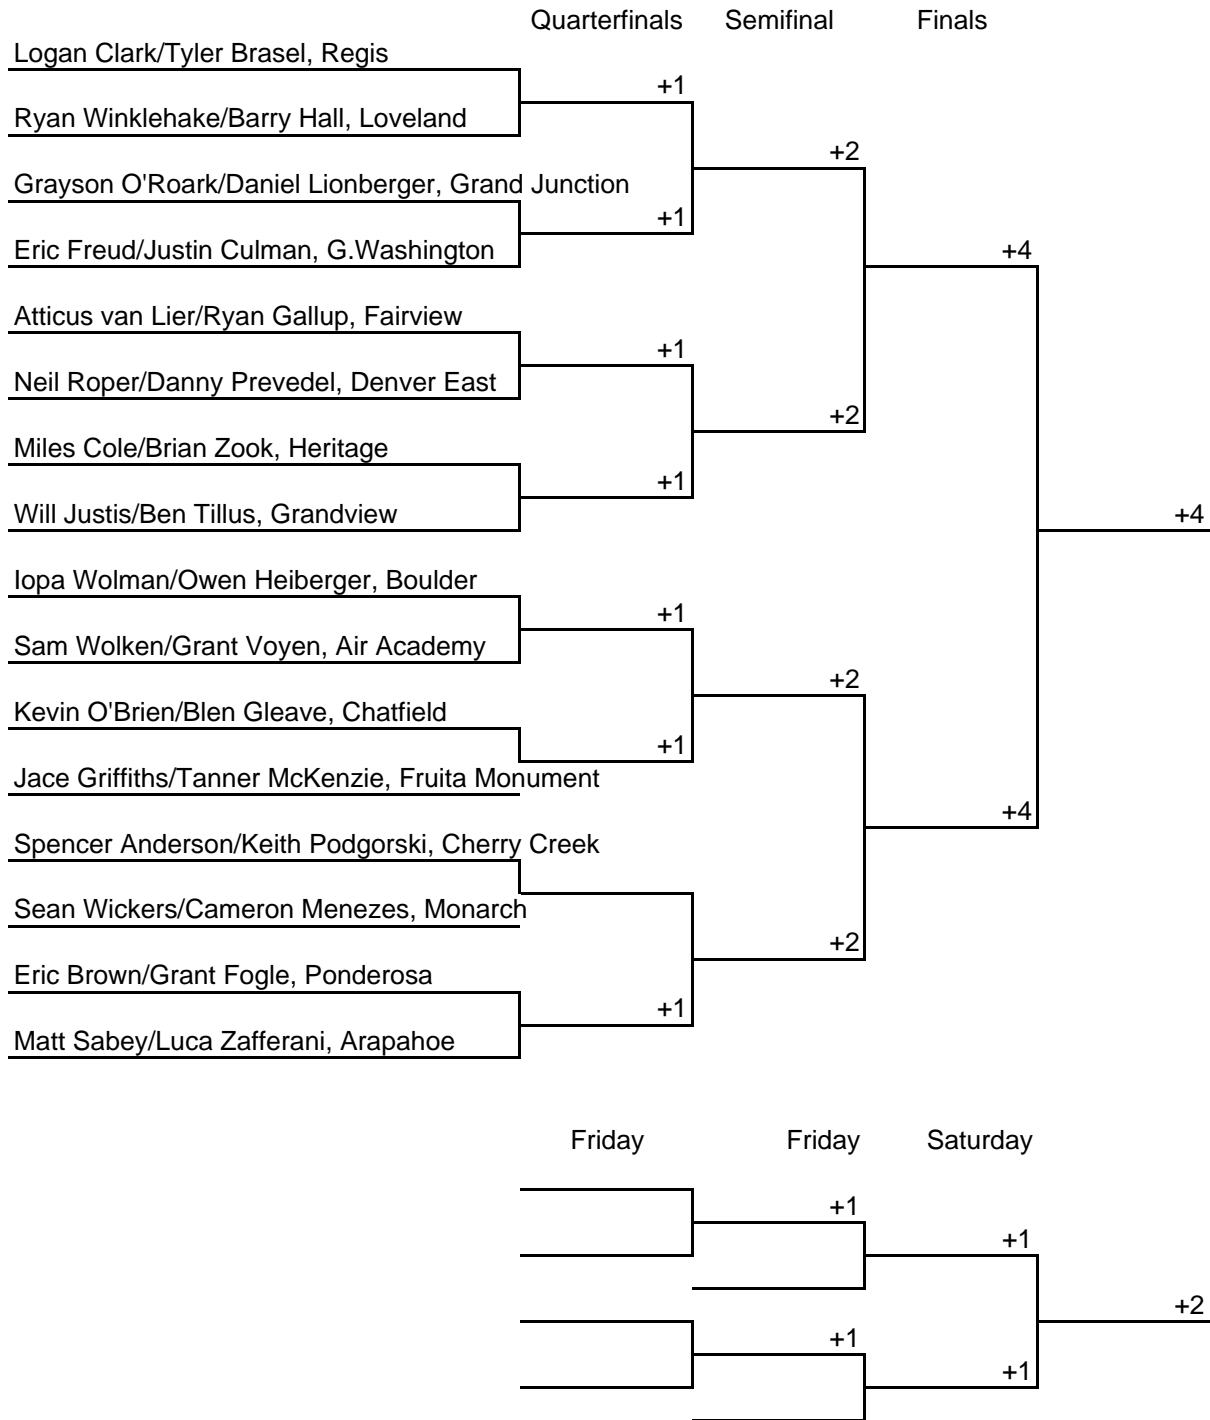 Quarterfinals Semifinal Finals
Logan Clark/Tyler Brasel, Regis
+1
Ryan Winklehake/Barry Hall, Loveland
+2
Grayson O'Roark/Daniel Lionberger, Grand Junction
+1
Eric Freud/Justin Culman, G.Washington
+4
Atticus van Lier/Ryan Gallup, Fairview
+1
Neil Roper/Danny Prevedel, Denver East
+2
Miles Cole/Brian Zook, Heritage
+1
Will Justis/Ben Tillus, Grandview
+4
Iopa Wolman/Owen Heiberger, Boulder
+1
Sam Wolken/Grant Voyen, Air Academy
+2
Kevin O'Brien/Blen Gleave, Chatfield
+1
Jace Griffiths/Tanner McKenzie, Fruita Monument
+4
Spencer Anderson/Keith Podgorski, Cherry Creek
Sean Wickers/Cameron Menezes, Monarch
+2
Eric Brown/Grant Fogle, Ponderosa
+1
Matt Sabey/Luca Zafferani, Arapahoe
Friday Friday Saturday
+1
+1
+2
+1
+1